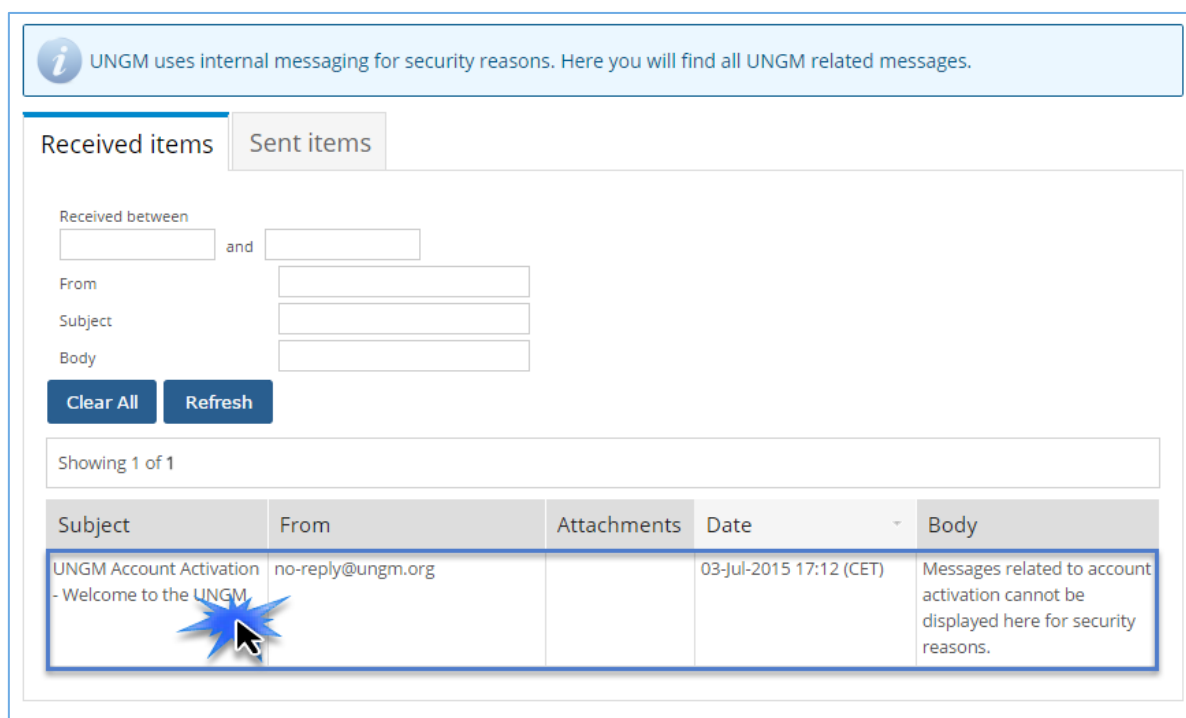 UNGM uses internal messaging for security reasons. Here you will find all UNGM related messages.
Received items Sent items
Received between
and
From
Subject
Body
Clear All Refresh
Showing 1 of 1
Subject From Attachments Date Body
UNGM Account Activation no-reply@ungm.org 03-Jul-2015 17:12 (CET) Messages related to account
- Welcome to the UNGM activation cannot be
displayed here for security
reasons.